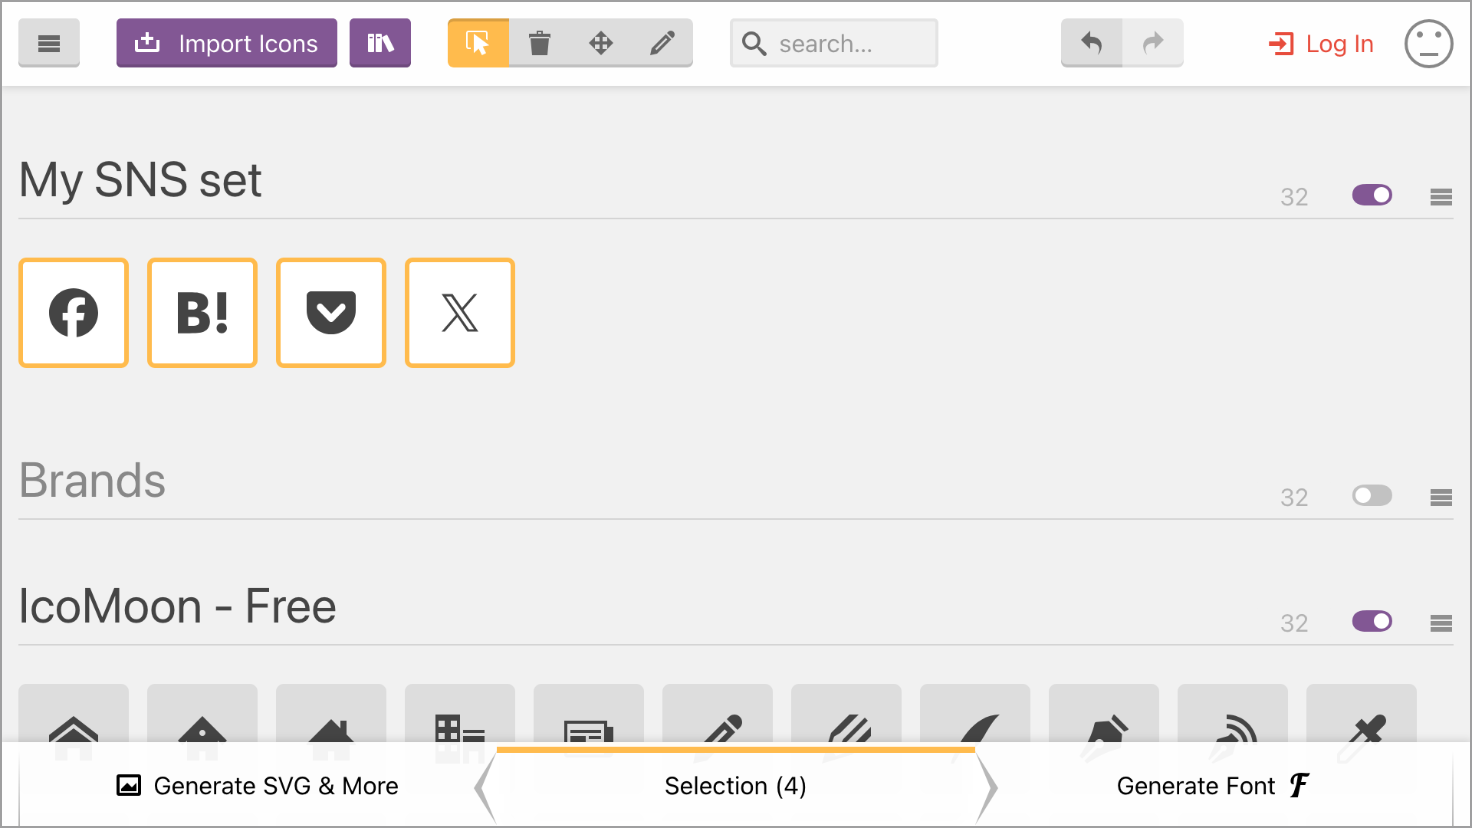 Import Icons
search...
Log In
My SNS set
32
B!
Brands
32
IcoMoon - Free
32
Generate SVG & More
Selection (4)
Generate Font